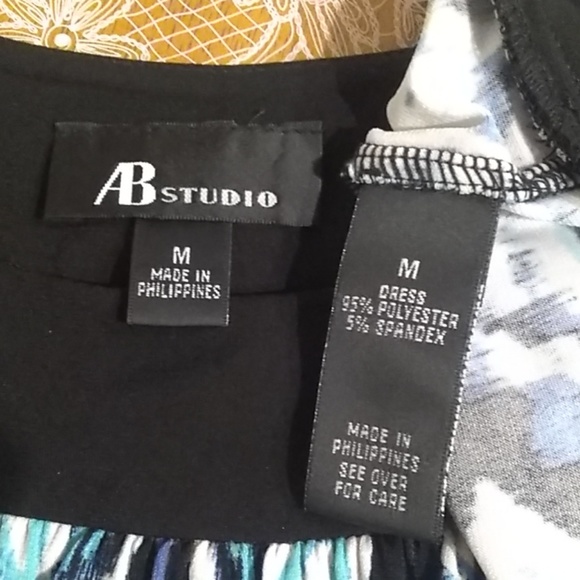 AB STUDIO
M
MADE IN
PHILIPPINES
M
DRESS
95% POLYESTER
5% SPANDEX
MADE IN
PHILIPPINES
SEE OVER
FOR CARE